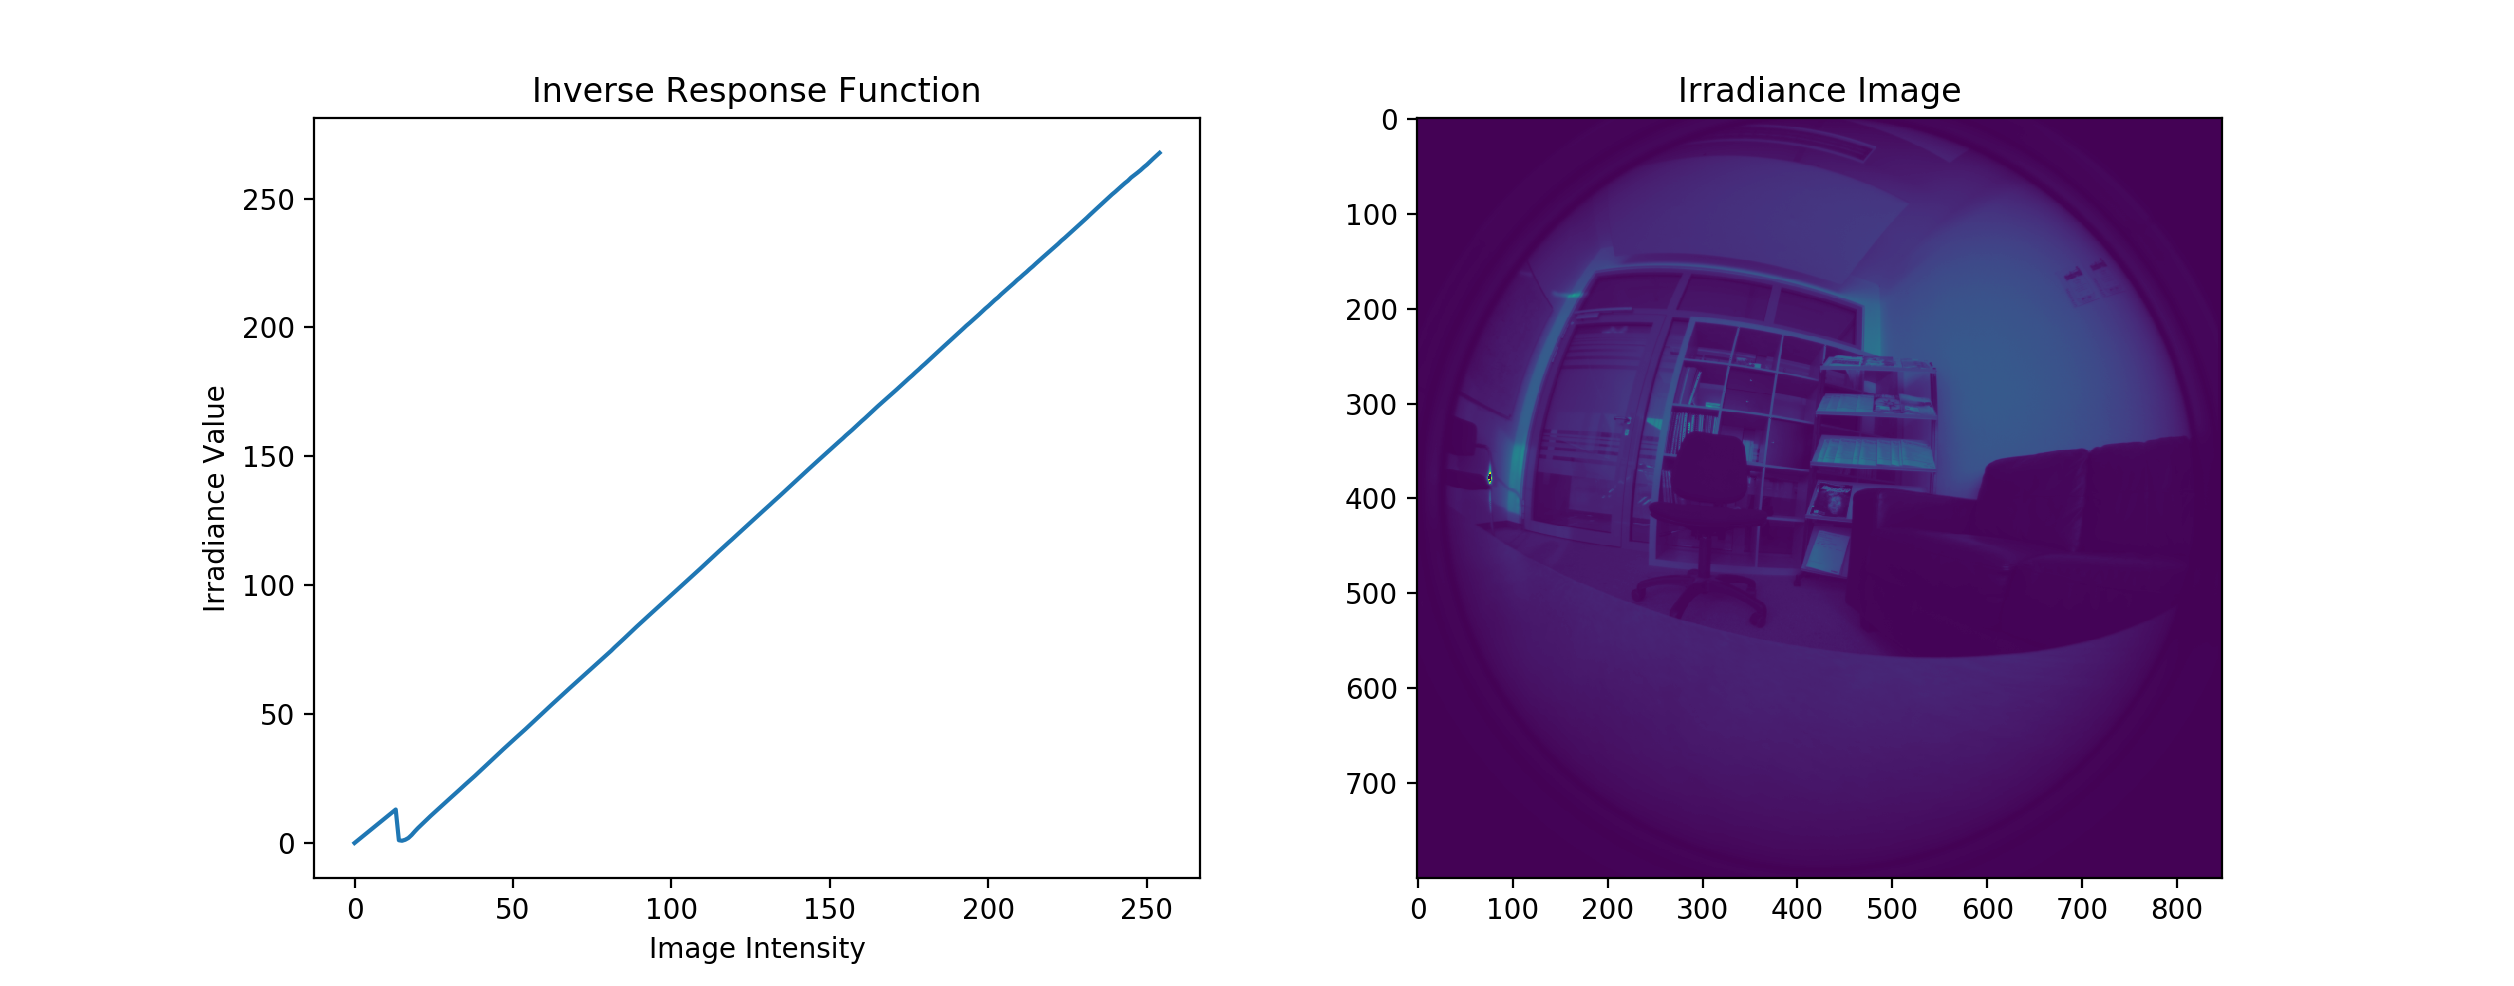 Inverse Response Function
250
200
150
100
50
0
Irradiance Value
0 50 100 150 200 250
Image Intensity
Irradiance Image
0
100
200
300
400
500
600
700
0 100 200 300 400 500 600 700 800